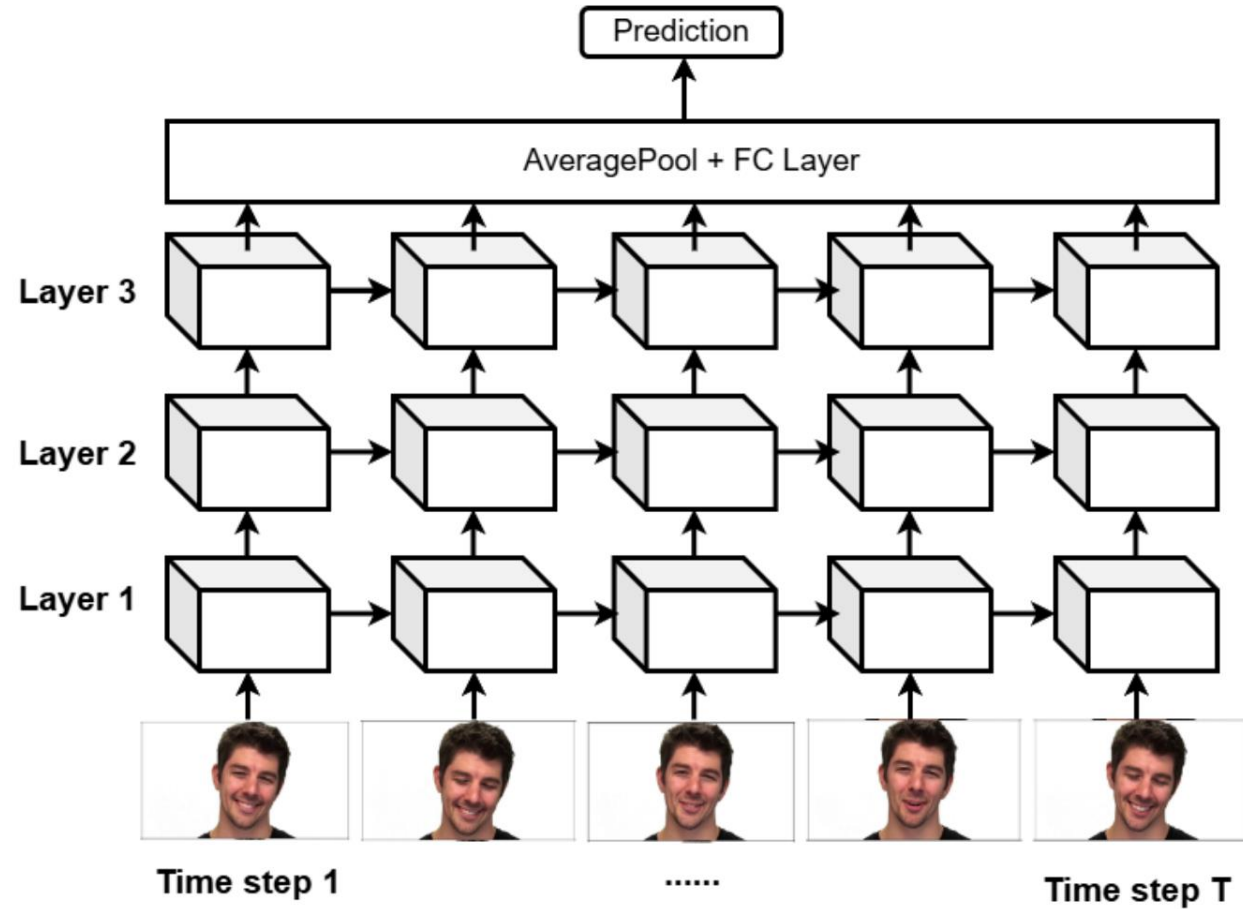 Prediction
AveragePool + FC Layer
Layer 3
Layer 2
Layer 1
Time step 1
......
Time step T